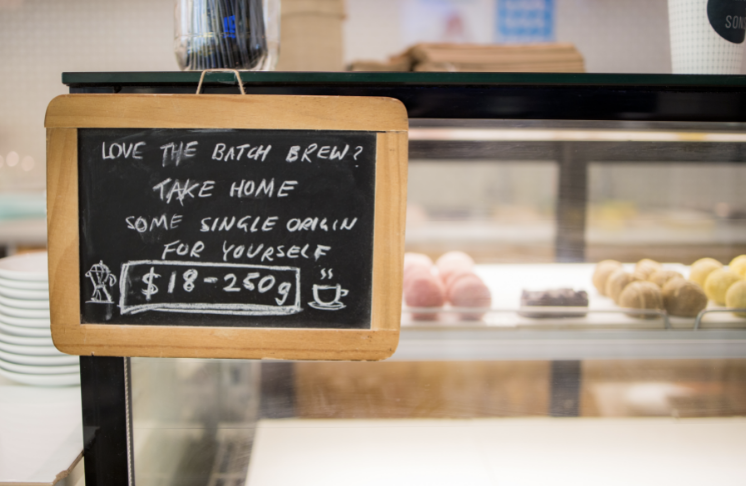 LOVE THE BATCH BREW?
TAKE HOME
SOME SINGLE ORIGIN
FOR YOURSELF
$18-250g